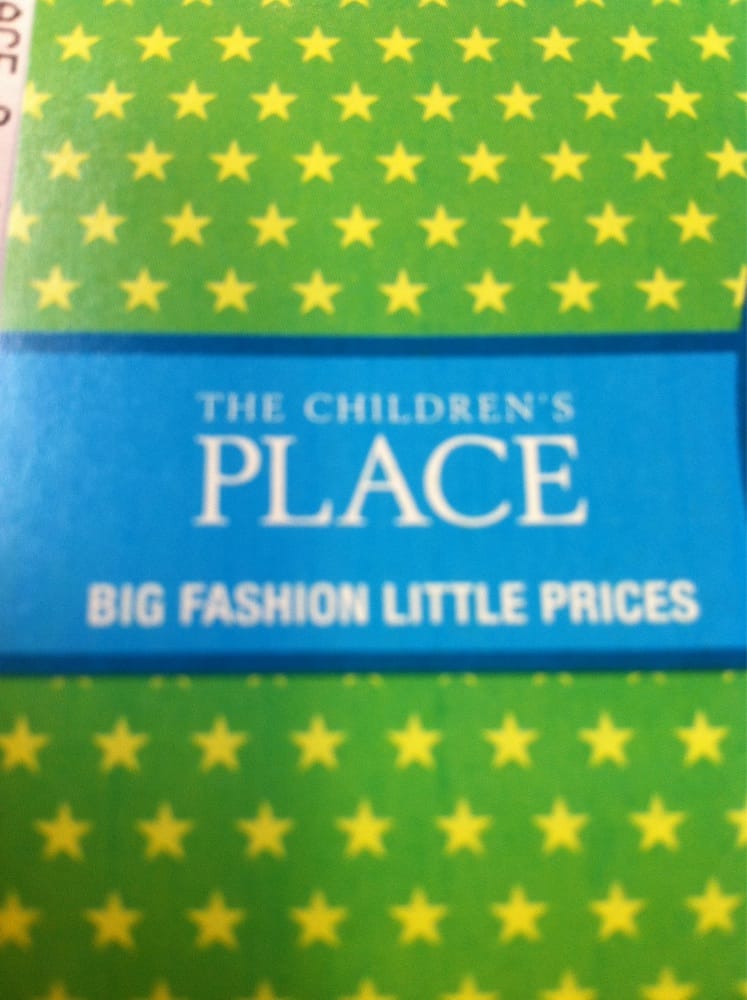 THE CHILDREN'S
PLACE
BIG FASHION LITTLE PRICES